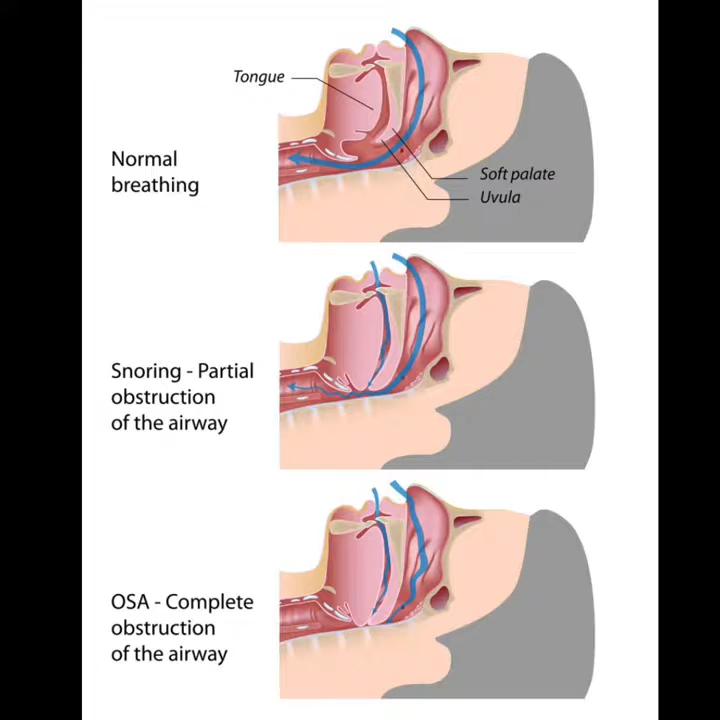 Tongue
Normal
breathing
Soft palate
Uvula
Snoring - Partial
obstruction
of the airway
OSA - Complete
obstruction
of the airway